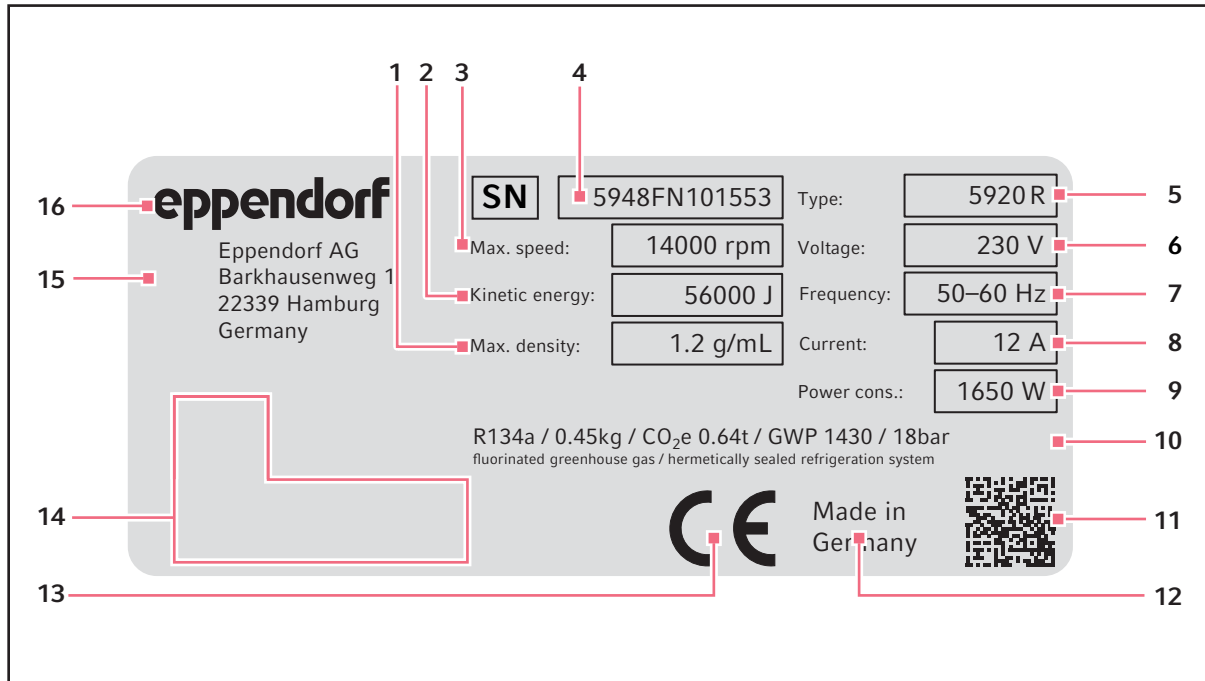 1 2 3 4
16 eppendorf SN 5948FN101553 Type: 5920 R 5
Eppendorf AG Max. speed: 14000 rpm Voltage: 230 V 6
15 Barkhausenweg 1
22339 Hamburg Kinetic energy: 56000 J Frequency: 50–60 Hz 7
Germany Max. density: 1.2 g/mL Current: 12 A 8
Power cons.: 1650 W 9
R134a / 0.45kg / CO₂e 0.64t / GWP 1430 / 18bar 10
fluorinated greenhouse gas / hermetically sealed refrigeration system
14 CE Made in 11
Germany
13 12